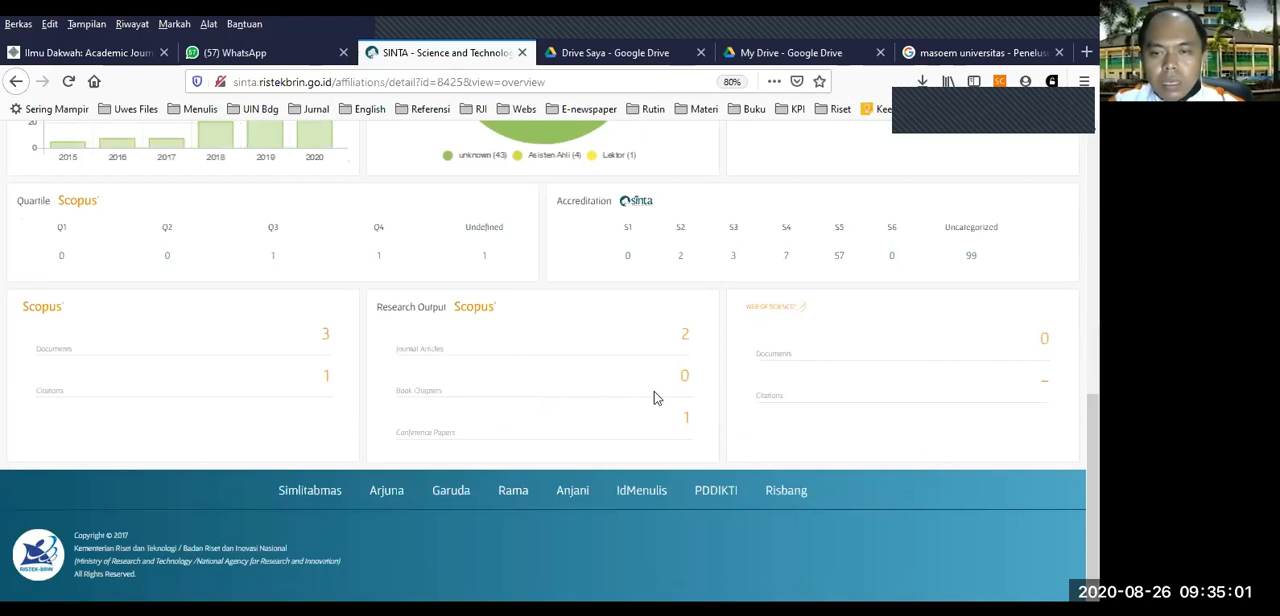 Berkas Edit Tampilan Riwayat Markah Alat Bantuan
Ilmu Dakwah: Academic Journ
(57) WhatsApp
SINTA - Science and Technolog
Drive Saya - Google Drive
My Drive - Google Drive
masoem universitas - Penelus
sinta.ristekbrin.go.id/affiliations/detail?id=8425&view=overview
80%
Sering Mampir Uwes Files Menulis UIN Bdg Jurnal English Referensi RJI Webs E-newspaper Rutin Materi Buku KPI Riset Kee
20
0
2015 2016 2017 2018 2019 2020
unknown (43) Asisten Ahli (4) Lektor (1)
Quartile Scopus
Q1 Q2 Q3 Q4 Undefined
0 0 1 1 1
Accreditation sinta
S1 S2 S3 S4 S5 S6 Uncategorized
0 2 3 7 57 0 99
Scopus
3
Documents
1
Citations
Research Output Scopus
2
Journal Articles
0
Book Chapters
1
Conference Papers
WEB OF SCIENCE
0
Documents
-
Citations
Simlitabmas Arjuna Garuda Rama Anjani IdMenulis PDDIKTI Risbang
RISTEK-BRIN
Copyright © 2017
Kementerian Riset dan Teknologi / Badan Riset dan Inovasi Nasional
(Ministry of Research and Technology /National Agency for Research and Innovation)
All Rights Reserved.
2020-08-26 09:35:01